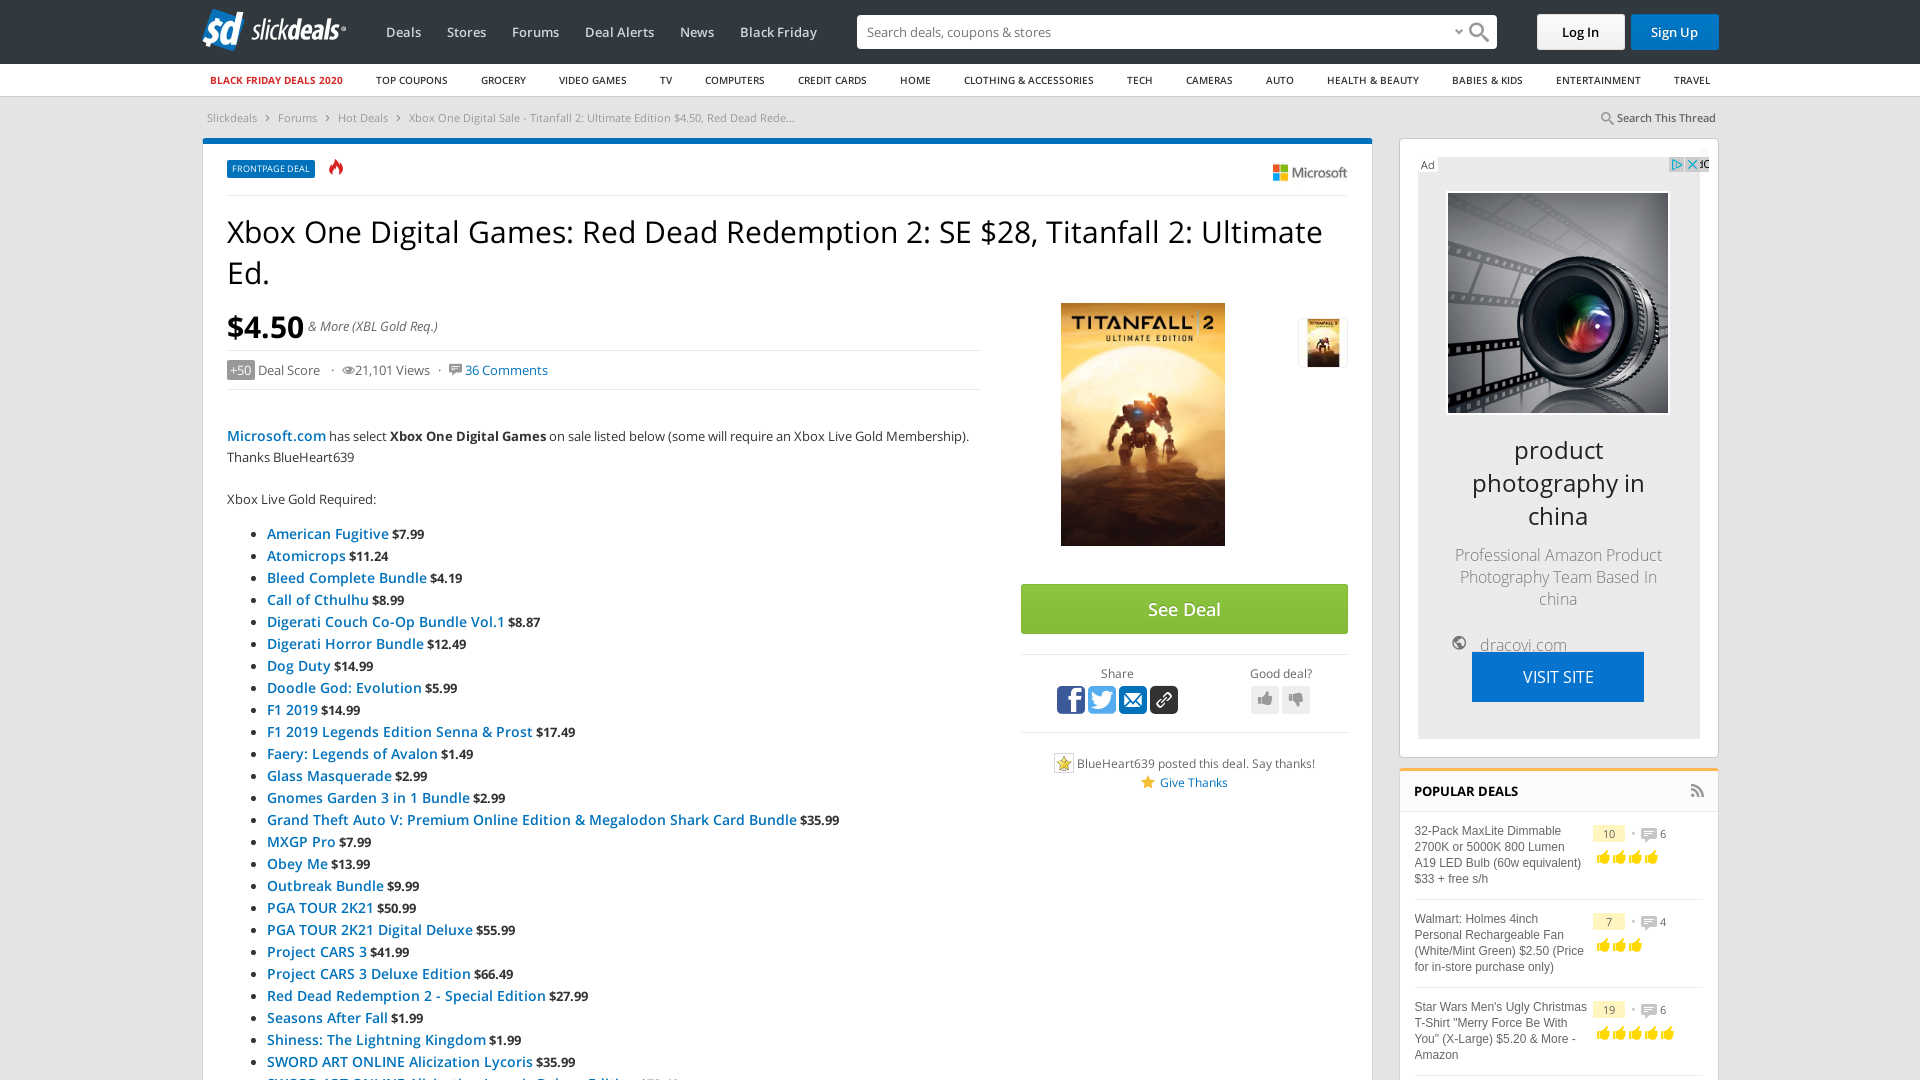 slickdeals
Deals Stores Forums Deal Alerts News Black Friday
Search deals, coupons & stores
Log In Sign Up
BLACK FRIDAY DEALS 2020 TOP COUPONS GROCERY VIDEO GAMES TV COMPUTERS CREDIT CARDS HOME CLOTHING & ACCESSORIES TECH CAMERAS AUTO HEALTH & BEAUTY BABIES & KIDS ENTERTAINMENT TRAVEL
Slickdeals › Forums › Hot Deals › Xbox One Digital Sale - Titanfall 2: Ultimate Edition $4.50, Red Dead Rede...
Search This Thread
FRONTPAGE DEAL
Microsoft
Xbox One Digital Games: Red Dead Redemption 2: SE $28, Titanfall 2: Ultimate
Ed.
$4.50 & More (XBL Gold Req.)
+50 Deal Score · 21,101 Views · 36 Comments
Microsoft.com has select Xbox One Digital Games on sale listed below (some will require an Xbox Live Gold Membership).
Thanks BlueHeart639
Xbox Live Gold Required:
American Fugitive $7.99
Atomicrops $11.24
Bleed Complete Bundle $4.19
Call of Cthulhu $8.99
Digerati Couch Co-Op Bundle Vol.1 $8.87
Digerati Horror Bundle $12.49
Dog Duty $14.99
Doodle God: Evolution $5.99
F1 2019 $14.99
F1 2019 Legends Edition Senna & Prost $17.49
Faery: Legends of Avalon $1.49
Glass Masquerade $2.99
Gnomes Garden 3 in 1 Bundle $2.99
Grand Theft Auto V: Premium Online Edition & Megalodon Shark Card Bundle $35.99
MXGP Pro $7.99
Obey Me $13.99
Outbreak Bundle $9.99
PGA TOUR 2K21 $50.99
PGA TOUR 2K21 Digital Deluxe $55.99
Project CARS 3 $41.99
Project CARS 3 Deluxe Edition $66.49
Red Dead Redemption 2 - Special Edition $27.99
Seasons After Fall $1.99
Shiness: The Lightning Kingdom $1.99
SWORD ART ONLINE Alicization Lycoris $35.99
TITANFALL 2
ULTIMATE EDITION
See Deal
Share Good deal?
BlueHeart639 posted this deal. Say thanks!
Give Thanks
Ad
product
photography in
china
Professional Amazon Product
Photography Team Based In
china
dracovi.com
VISIT SITE
POPULAR DEALS
32-Pack MaxLite Dimmable
2700K or 5000K 800 Lumen
A19 LED Bulb (60w equivalent)
$33 + free s/h
10 • 6
Walmart: Holmes 4inch
Personal Rechargeable Fan
(White/Mint Green) $2.50 (Price
for in-store purchase only)
7 • 4
Star Wars Men's Ugly Christmas
T-Shirt "Merry Force Be With
You" (X-Large) $5.20 & More -
Amazon
19 • 6